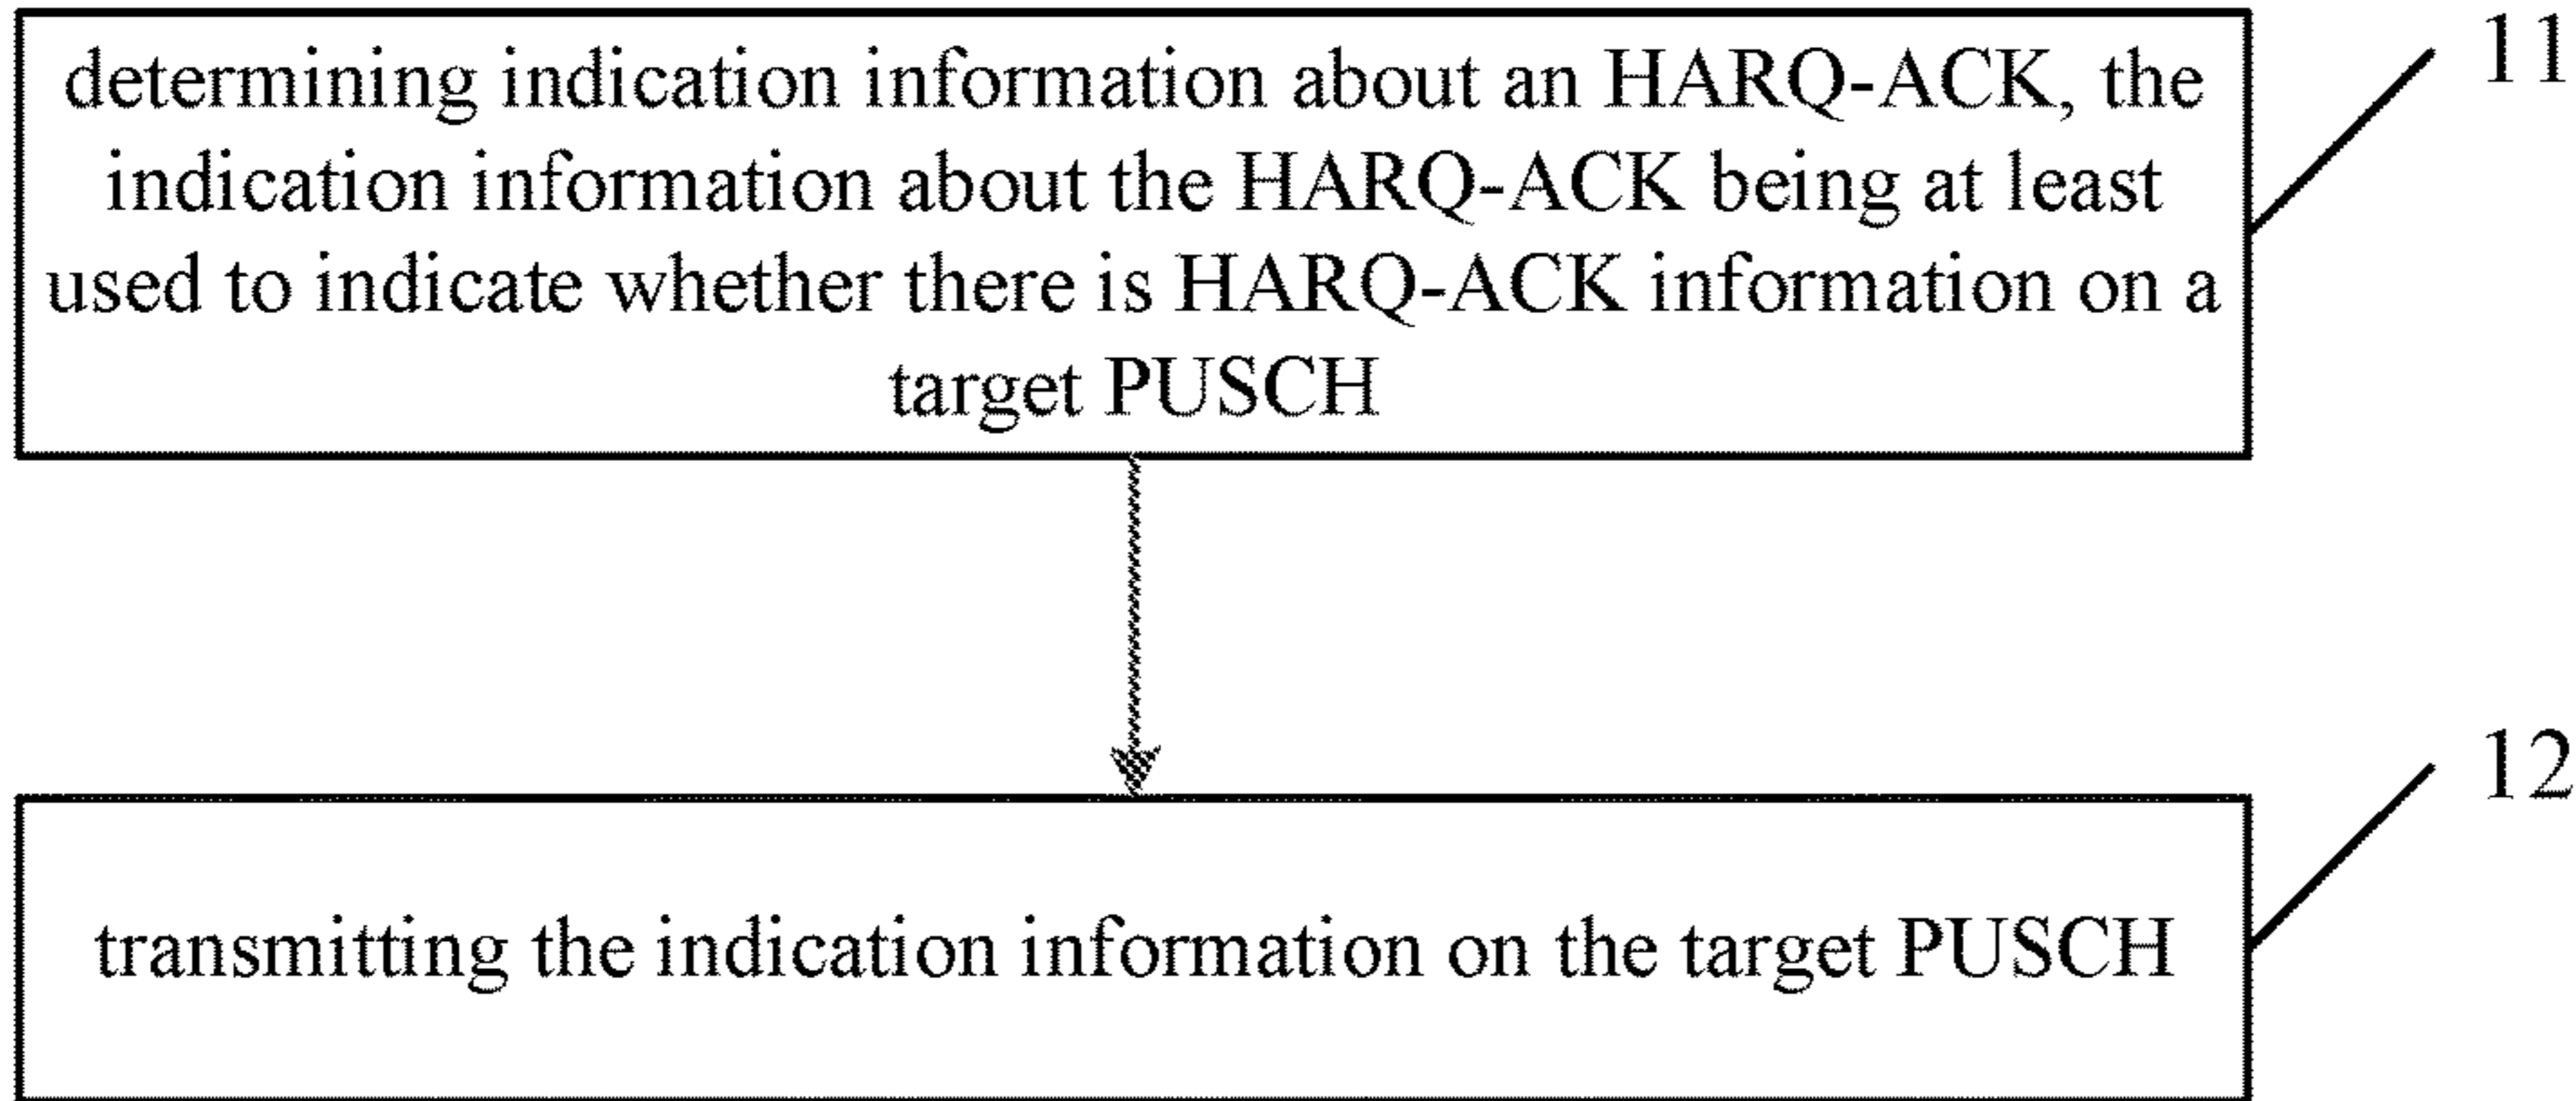 determining indication information about an HARQ-ACK, the
indication information about the HARQ-ACK being at least
used to indicate whether there is HARQ-ACK information on a
target PUSCH
11
transmitting the indication information on the target PUSCH
12